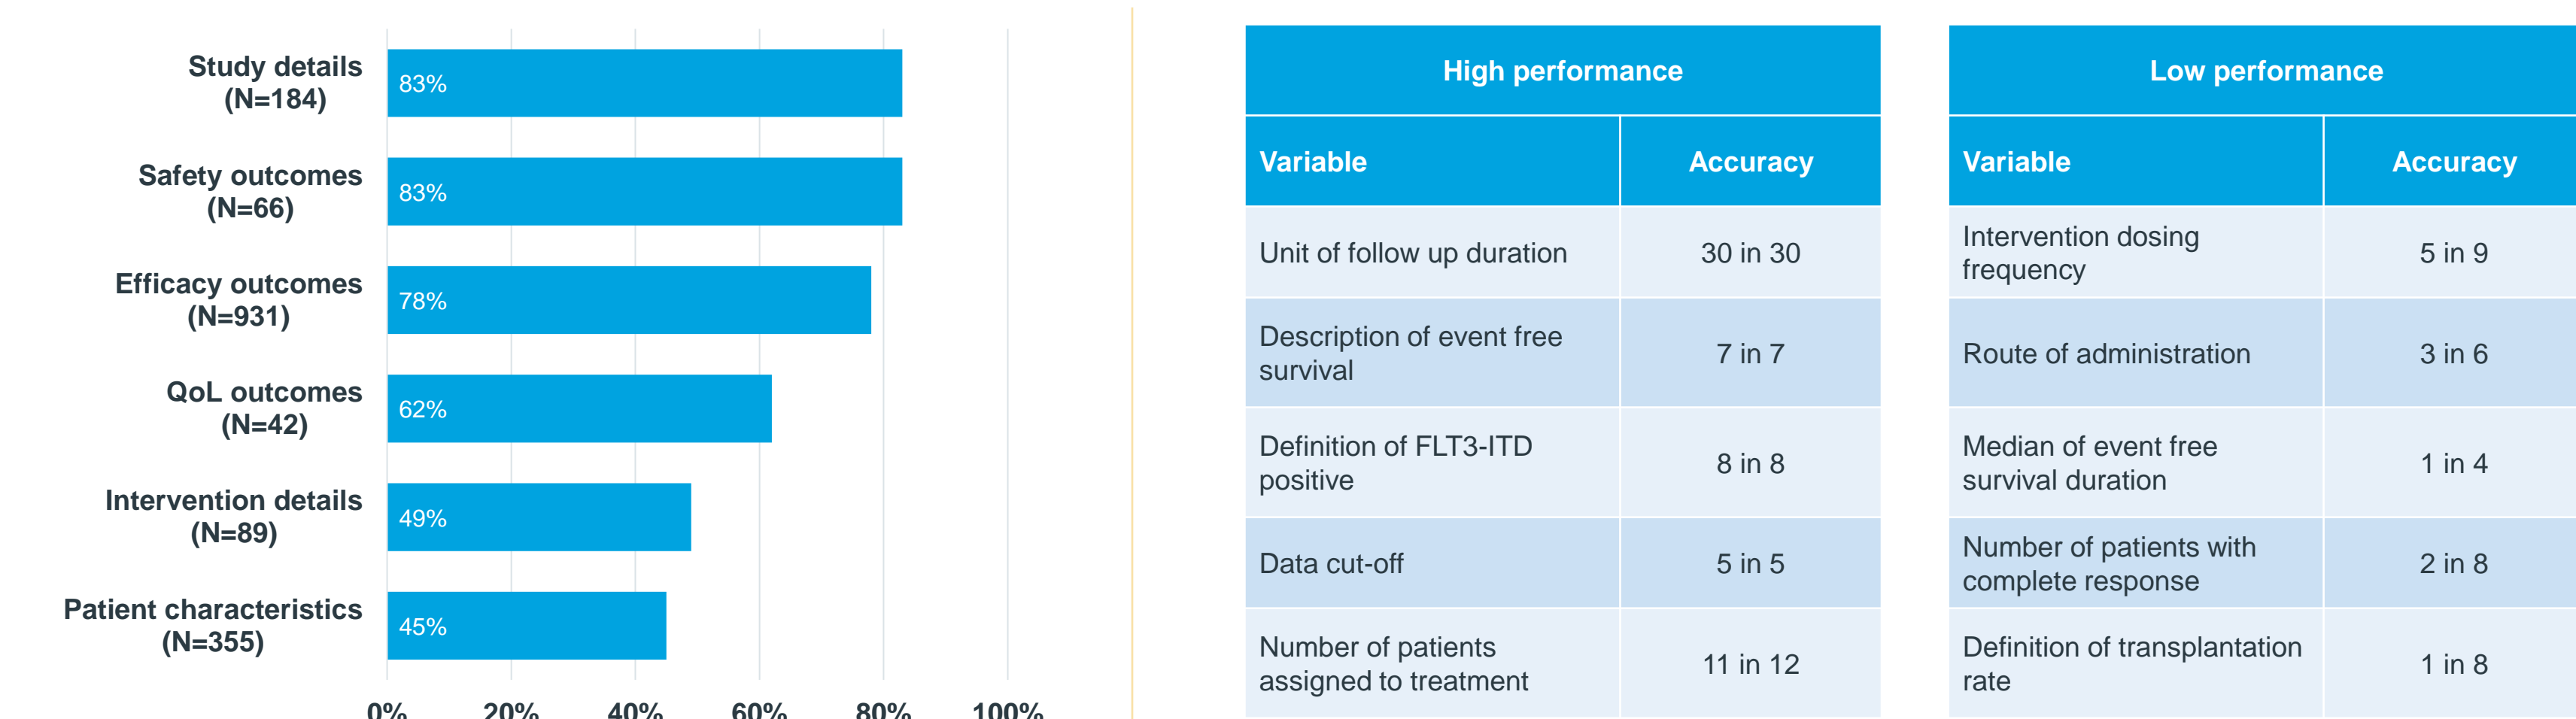 Study details
(N=184)
83%
Safety outcomes
(N=66)
83%
Efficacy outcomes
(N=931)
78%
QoL outcomes
(N=42)
62%
Intervention details
(N=89)
49%
Patient characteristics
(N=355)
45%
0% 20% 40% 60% 80% 100%
High performance
Variable Accuracy
Unit of follow up duration 30 in 30
Description of event free
survival
7 in 7
Definition of FLT3-ITD
positive
8 in 8
Data cut-off 5 in 5
Number of patients
assigned to treatment
11 in 12
Low performance
Variable Accuracy
Intervention dosing
frequency
5 in 9
Route of administration 3 in 6
Median of event free
survival duration
1 in 4
Number of patients with
complete response
2 in 8
Definition of transplantation
rate
1 in 8